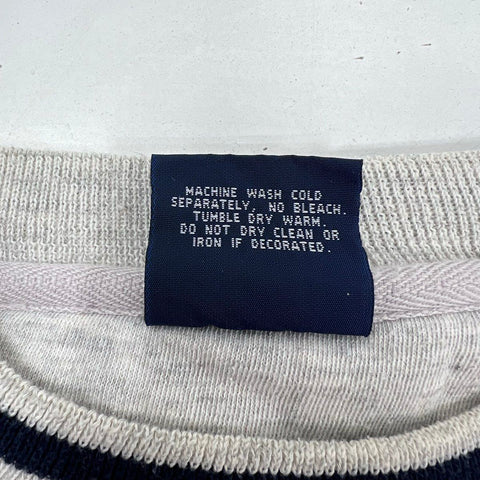 MACHINE WASH COLD
SEPARATELY, NO BLEACH.
TUMBLE DRY WARM.
DO NOT DRY CLEAN OR
IRON IF DECORATED.